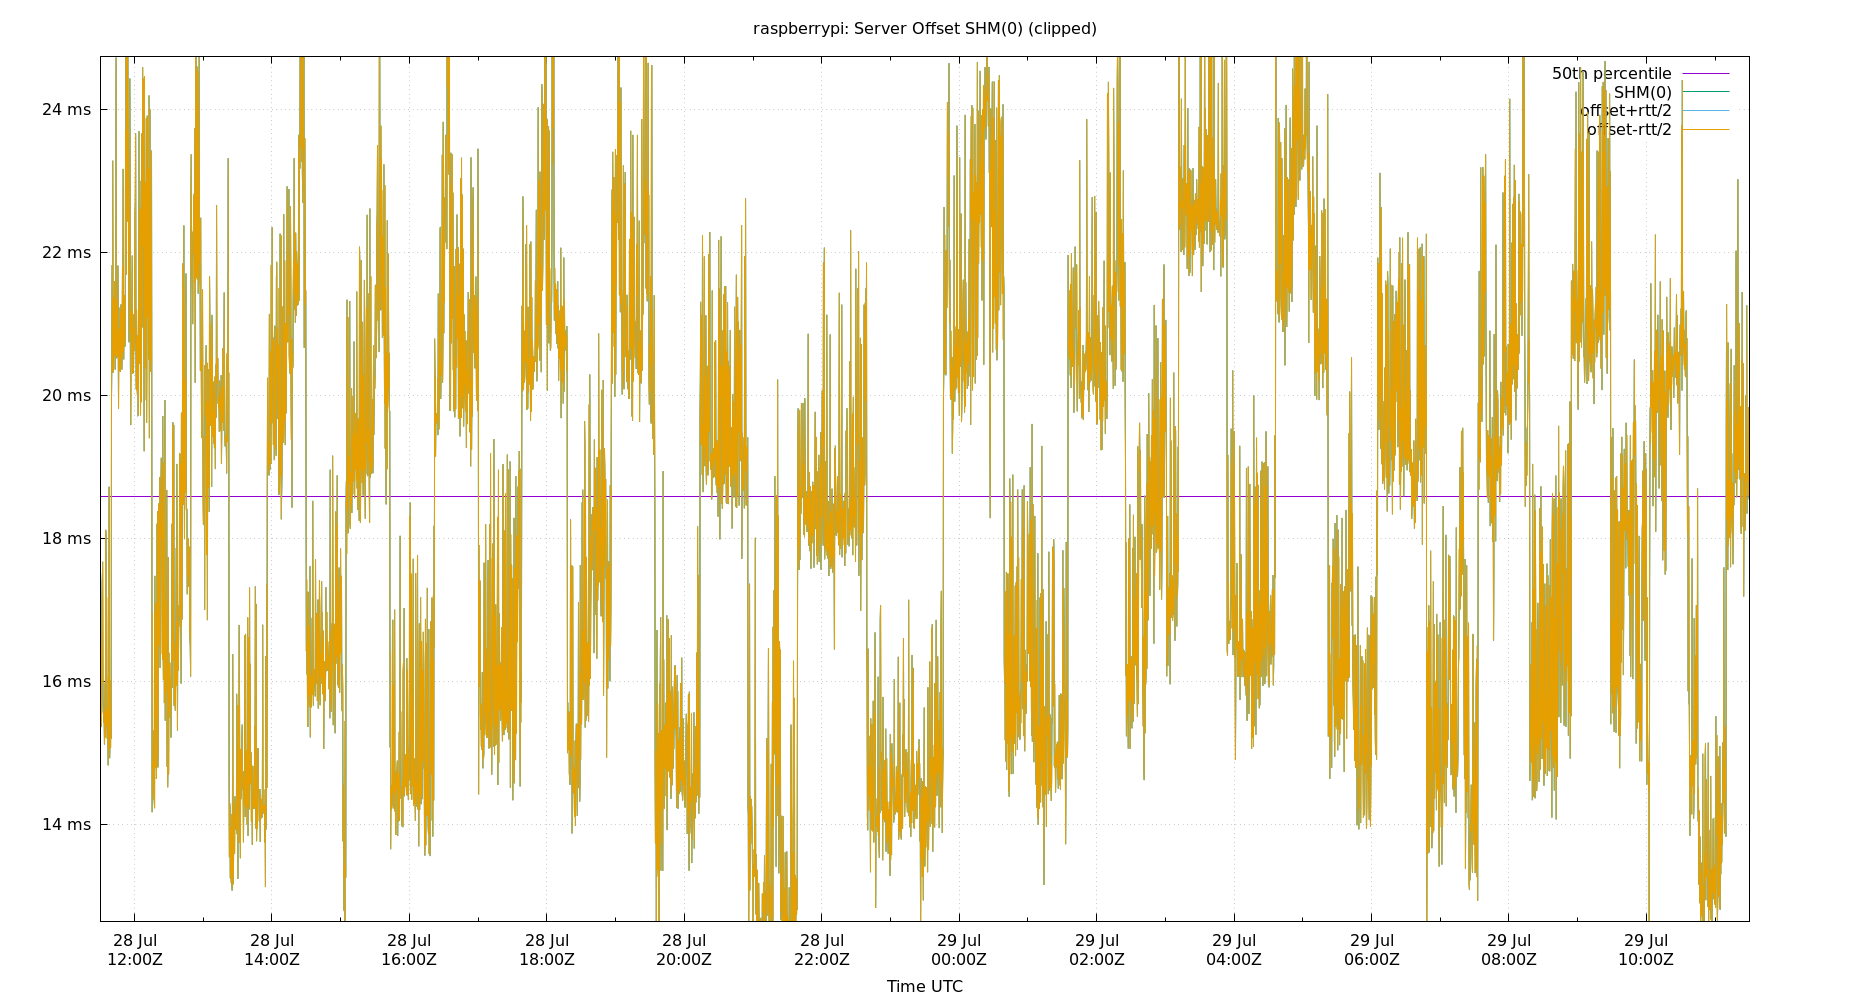 raspberrypi: Server Offset SHM(0) (clipped)
50th percentile
SHM(0)
offset+rtt/2
offset-rtt/2
24 ms
22 ms
20 ms
18 ms
16 ms
14 ms
28 Jul 28 Jul 28 Jul 28 Jul 28 Jul 28 Jul 29 Jul 29 Jul 29 Jul 29 Jul 29 Jul 29 Jul
12:00Z 14:00Z 16:00Z 18:00Z 20:00Z 22:00Z 00:00Z 02:00Z 04:00Z 06:00Z 08:00Z 10:00Z
Time UTC